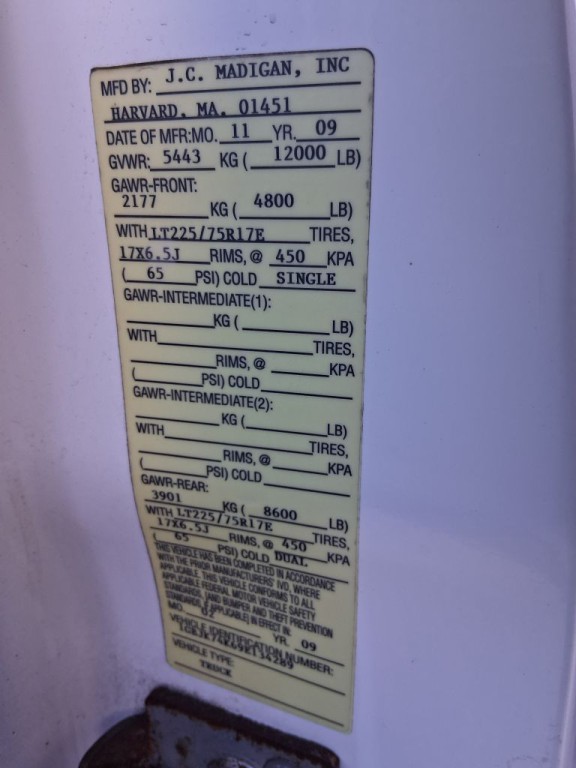 MFD BY: J.C. MADIGAN, INC
HARVARD, MA. 01451
DATE OF MFR:MO. 11 YR. 09
GVWR: 5443 KG ( 12000 LB)
GAWR-FRONT:
2177 KG ( 4800 LB)
WITH LT225/75R17E TIRES,
17X6.5J RIMS, @ 450 KPA
( 65 PSI) COLD SINGLE
GAWR-INTERMEDIATE(1):
KG ( LB)
WITH TIRES,
RIMS, @ KPA
( PSI) COLD
GAWR-INTERMEDIATE(2):
KG ( LB)
WITH TIRES,
RIMS, @ KPA
( PSI) COLD
GAWR-REAR:
3901 KG ( 8600 LB)
WITH LT225/75R17E TIRES,
17X6.5J RIMS, @ 450 KPA
( 65 PSI) COLD DUAL
THIS VEHICLE HAS BEEN COMPLETED IN ACCORDANCE
WITH THE PRIOR MANUFACTURERS' IVD, WHERE
APPLICABLE. THIS VEHICLE CONFORMS TO ALL
APPLICABLE FEDERAL MOTOR VEHICLE SAFETY
STANDARDS, [AND BUMPER AND THEFT PREVENTION
STANDARDS, IF APPLICABLE] IN EFFECT IN:
MO. 02 YR. 09
VEHICLE IDENTIFICATION NUMBER:
VEHICLE TYPE:
TRUCK